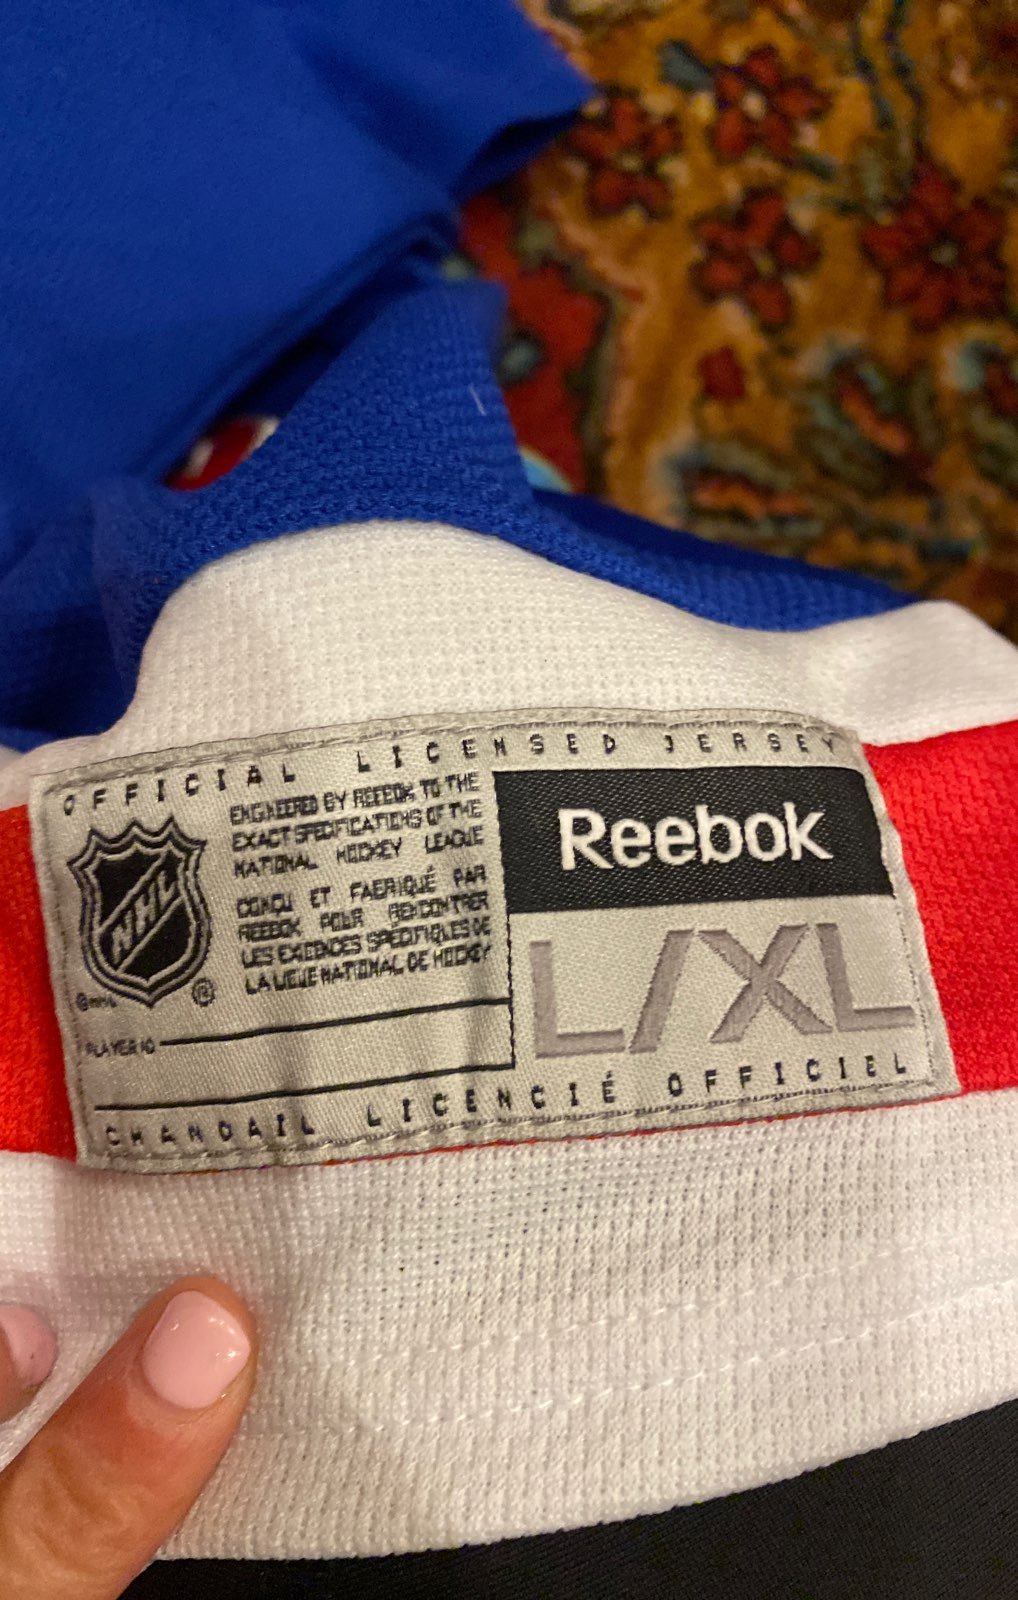 OFFICIAL LICENSED JERSEY
NHL
©NHL ®
ENGINEERED BY REEBOK TO THE
EXACT SPECIFICATIONS OF THE
NATIONAL HOCKEY LEAGUE
CONÇU ET FABRIQUÉ PAR
REEBOK POUR RENCONTRER
LES EXIGENCES SPÉCIFIQUES DE
LA LIGUE NATIONAL DE HOCKEY
PLAYER ID
Reebok
L/XL
CHANDAIL LICENCIÉ OFFICIEL